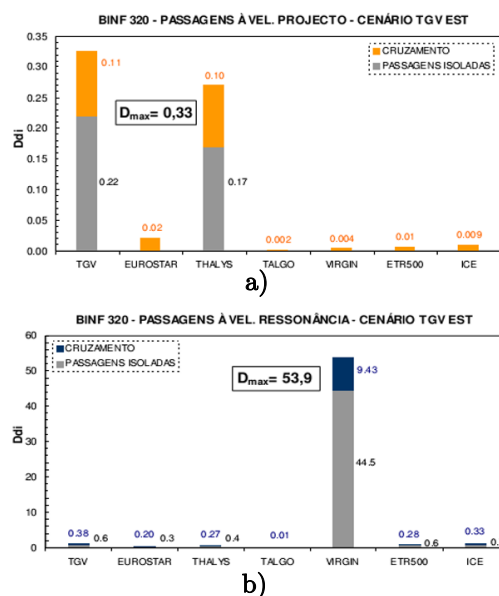 BINF 320 - PASSAGENS À VEL. PROJECTO - CENÁRIO TGV EST
0.35
0.30
0.25
0.20
0.15
0.10
0.05
0.00
Ddi
CRUZAMENTO
PASSAGENS ISOLADAS
Dmax= 0,33
0.11
0.22
0.02
0.10
0.17
0.002
0.004
0.01
0.009
TGV EUROSTAR THALYS TALGO VIRGIN ETR500 ICE
a)
BINF 320 - PASSAGENS À VEL. RESSONÂNCIA - CENÁRIO TGV EST
60
50
40
30
20
10
0
Ddi
CRUZAMENTO
PASSAGENS ISOLADAS
Dmax= 53,9
9.43
44.5
0.38
0.6
0.20
0.3
0.27
0.4
0.01
0.28
0.6
0.33
TGV EUROSTAR THALYS TALGO VIRGIN ETR500 ICE
b)